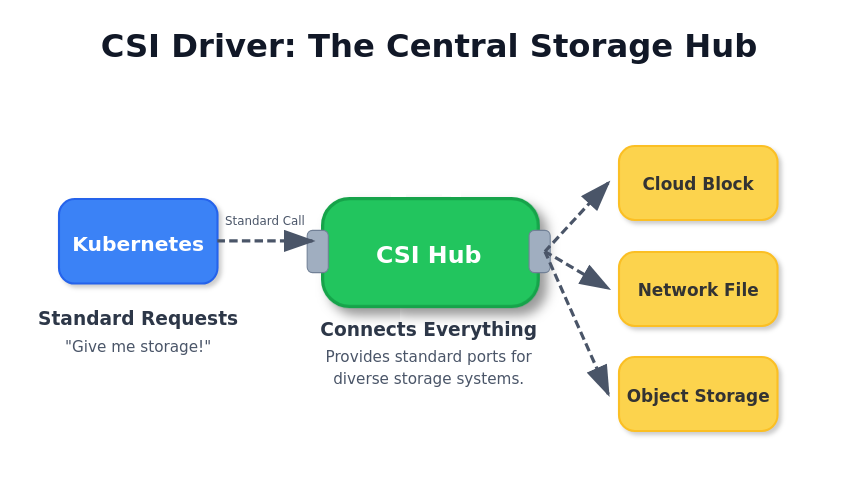 CSI Driver: The Central Storage Hub
Kubernetes
Standard Requests
"Give me storage!"
Standard Call
CSI Hub
Connects Everything
Provides standard ports for
diverse storage systems.
Cloud Block
Network File
Object Storage